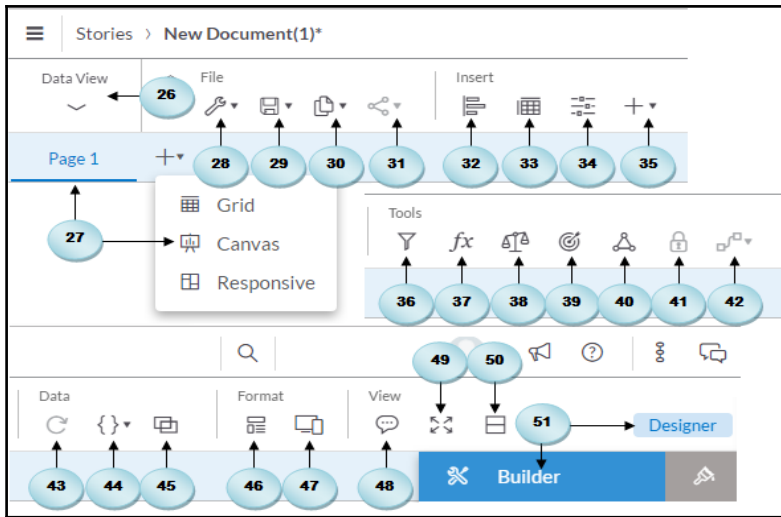 Stories > New Document(1)*
Data View
File
Insert
26
Page 1
28
29
30
31
32
33
34
35
27
Grid
Canvas
Responsive
Tools
fx
36
37
38
39
40
41
42
49
50
?
Data
Format
View
{ }
51
Designer
43
44
45
46
47
48
Builder